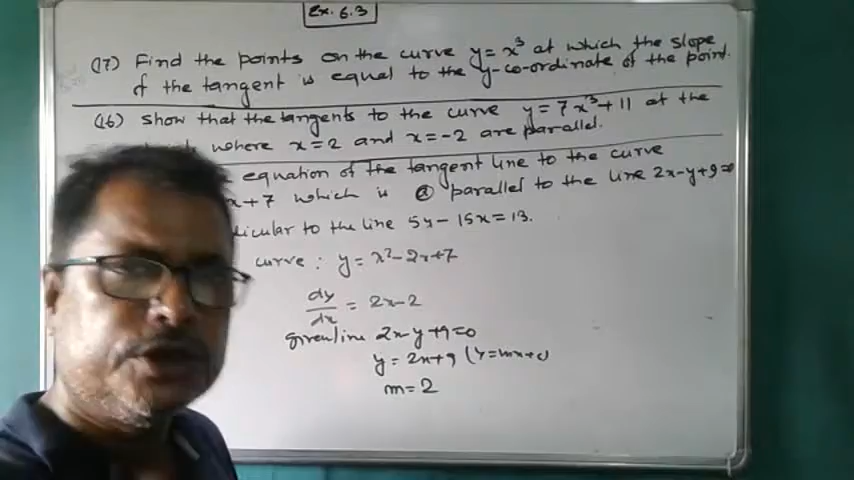 Ex. 6.3
(17) Find the points on the curve y = x³ at which the slope
of the tangent is equal to the y-co-ordinate of the point.
(16) Show that the tangents to the curve y = 7x³ + 11 at the
where x = 2 and x = -2 are parallel.
equation of the tangent line to the curve
x + 7 which is @ parallel to the line 2x - y + 9 = 0
dicular to the line 5y - 15x = 13.
curve : y = x² - 2x + 7
dy/dx = 2x - 2
given line 2x - y + 9 = 0
y = 2x + 9 (y = mx + c)
m = 2